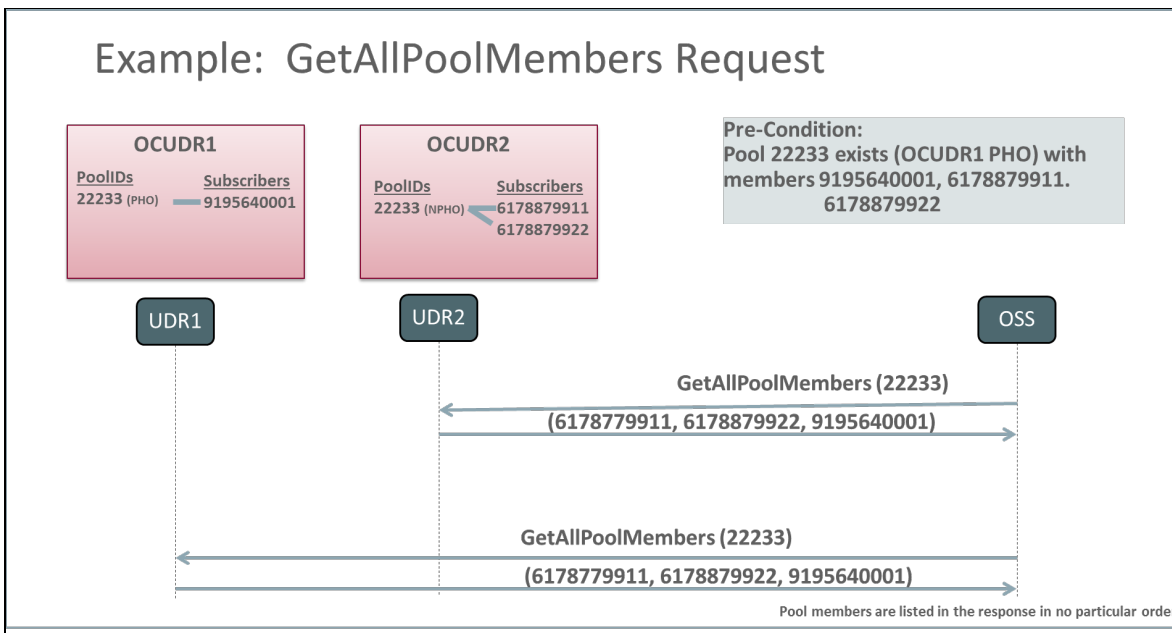 Example: GetAllPoolMembers Request
OCUDR1
PoolIDs Subscribers
22233 (PHO) 9195640001
OCUDR2
PoolIDs Subscribers
22233 (NPHO) 6178879911
6178879922
Pre-Condition:
Pool 22233 exists (OCUDR1 PHO) with
members 9195640001, 6178879911.
6178879922
UDR1
UDR2
OSS
GetAllPoolMembers (22233)
(6178779911, 6178879922, 9195640001)
GetAllPoolMembers (22233)
(6178779911, 6178879922, 9195640001)
Pool members are listed in the response in no particular orde